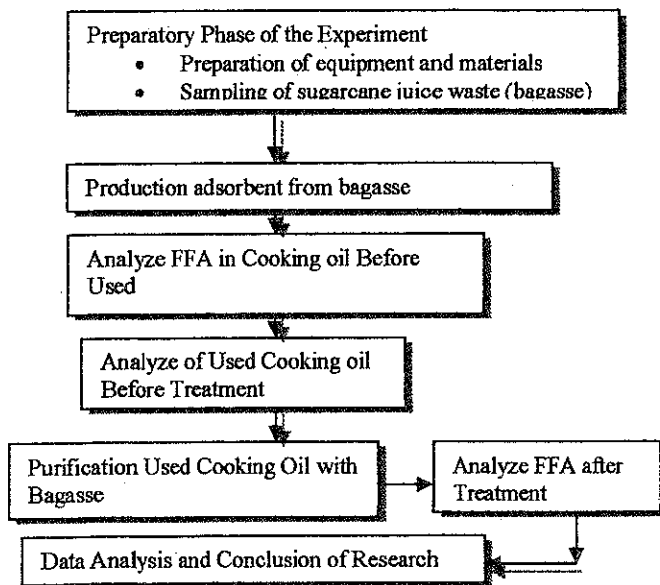 Preparatory Phase of the Experiment
• Preparation of equipment and materials
• Sampling of sugarcane juice waste (bagasse)
Production adsorbent from bagasse
Analyze FFA in Cooking oil Before
Used
Analyze of Used Cooking oil
Before Treatment
Purification Used Cooking Oil with
Bagasse
Analyze FFA after
Treatment
Data Analysis and Conclusion of Research